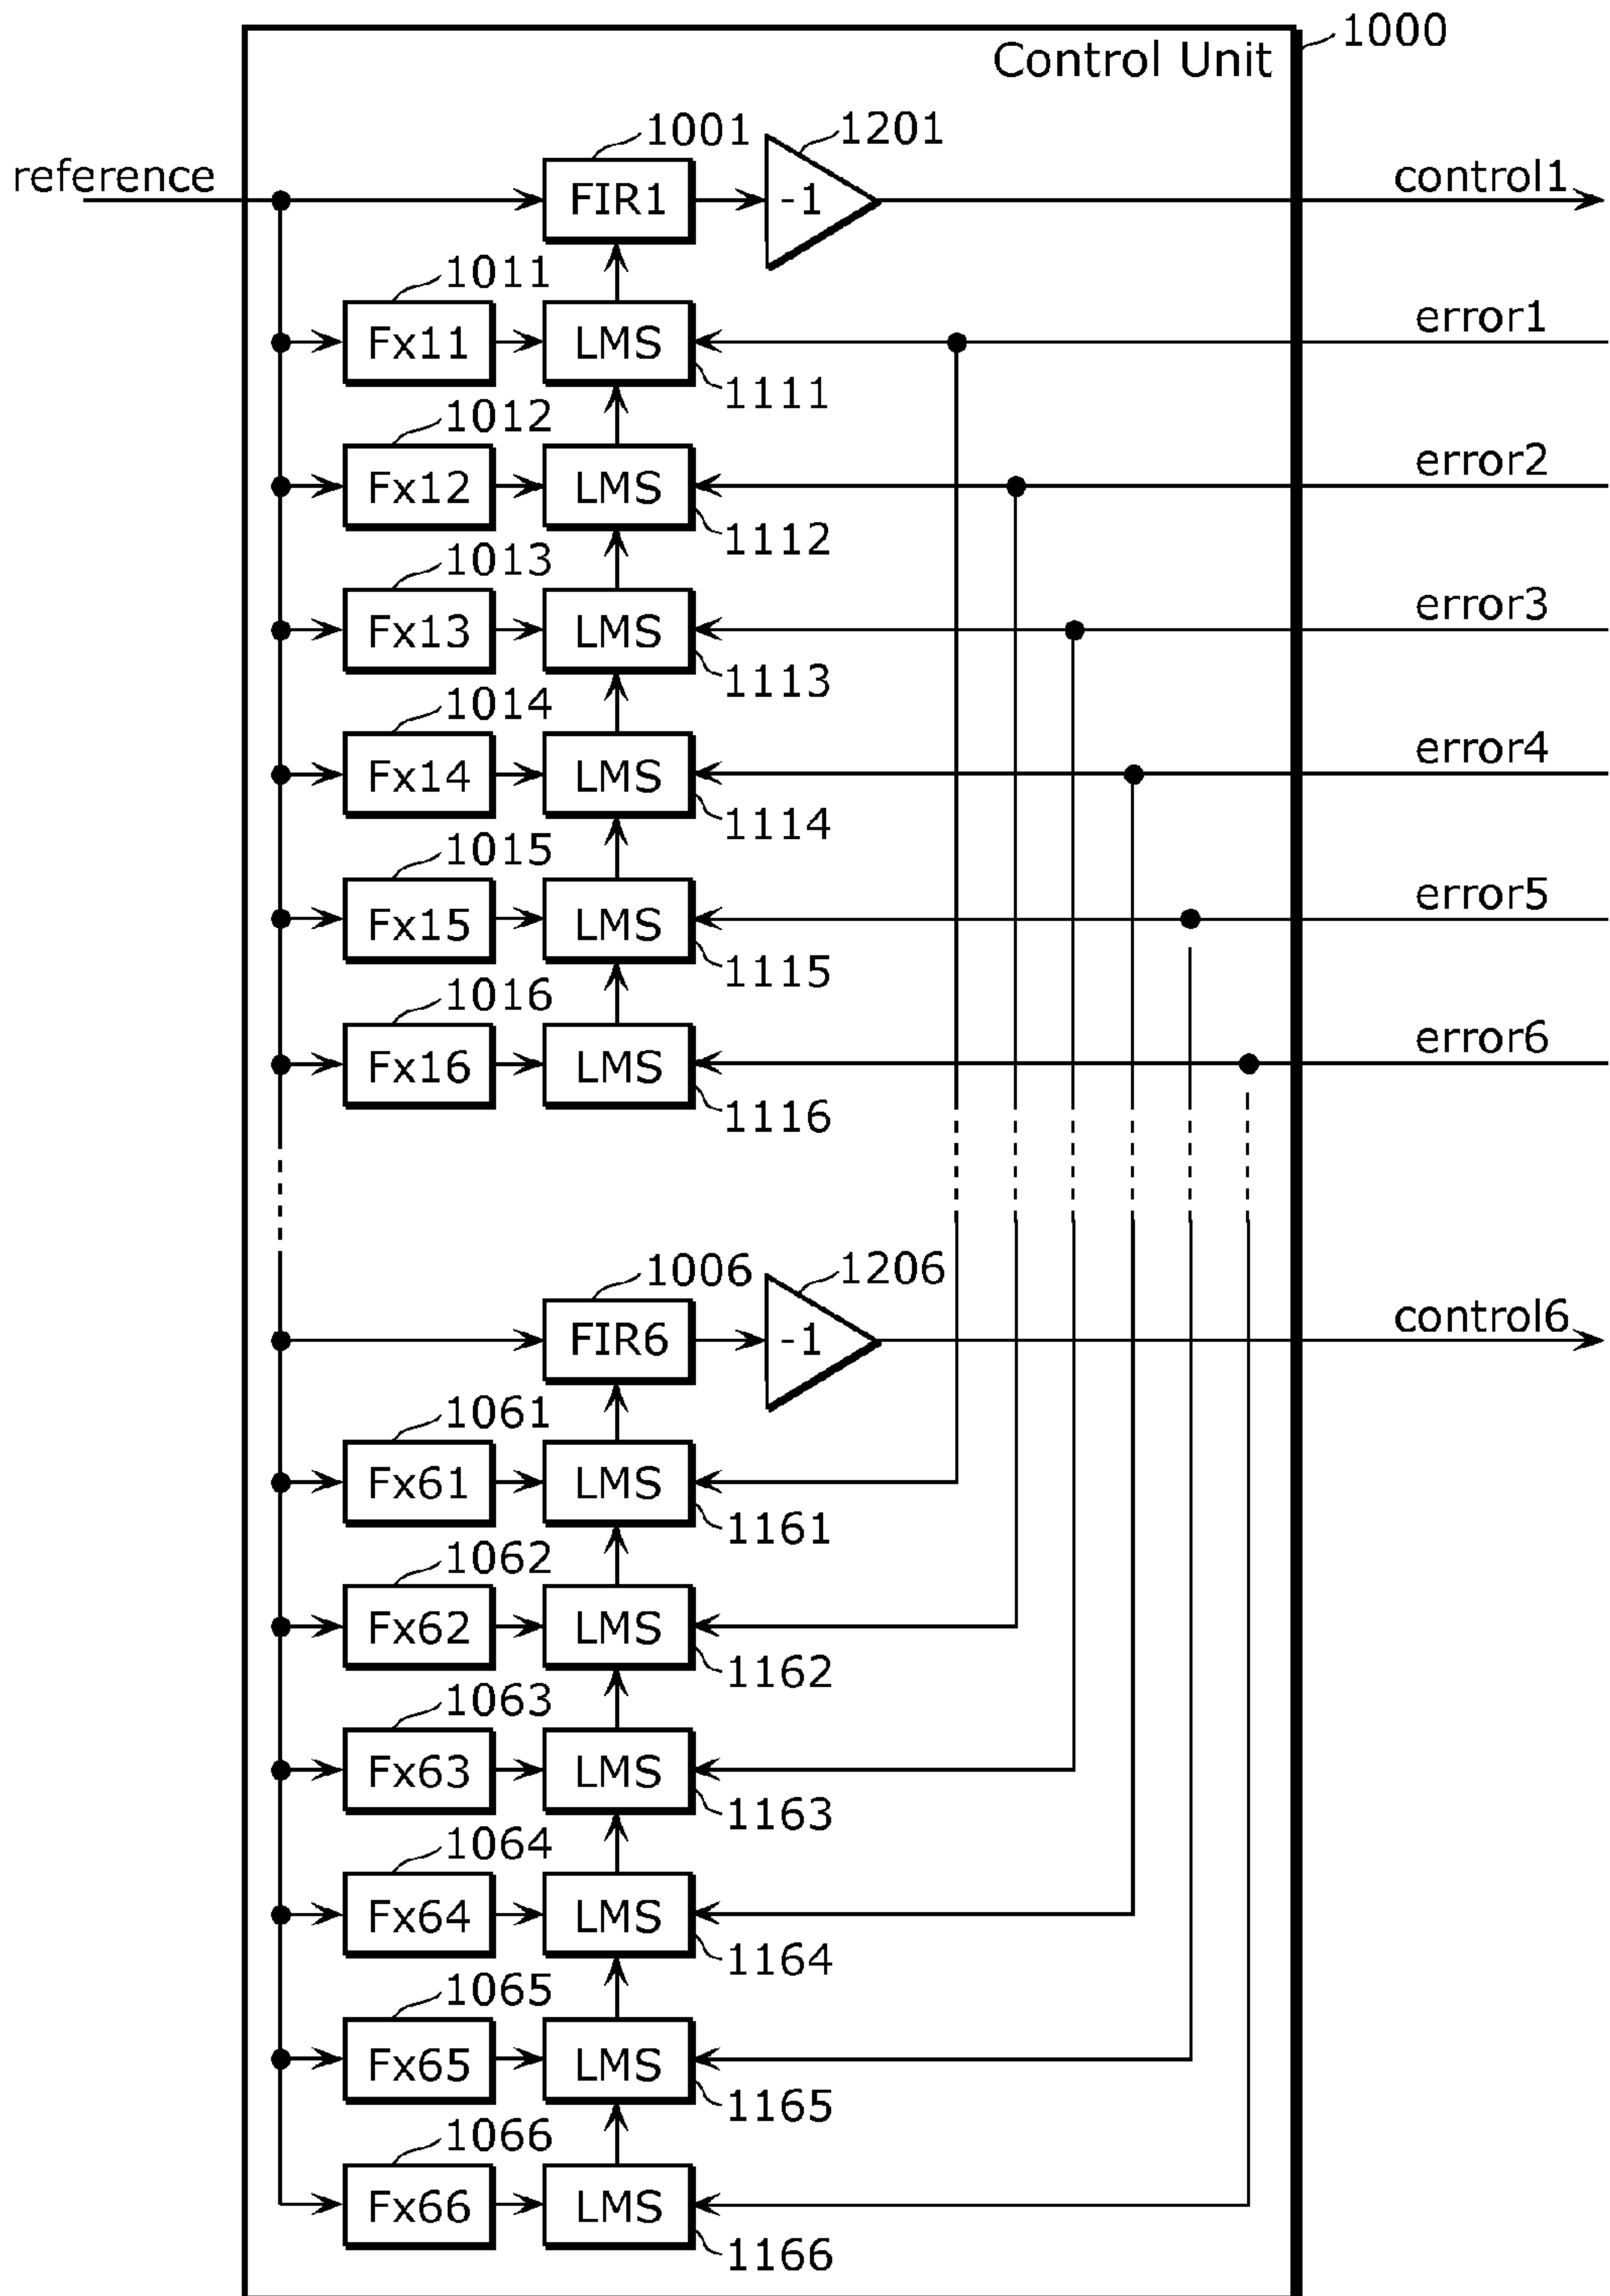 1000
Control Unit
1001
1201
reference
FIR1
-1
control1
1011
Fx11
LMS
error1
1111
1012
Fx12
LMS
error2
1112
1013
Fx13
LMS
error3
1113
1014
Fx14
LMS
error4
1114
1015
Fx15
LMS
error5
1115
1016
Fx16
LMS
error6
1116
1006
1206
FIR6
-1
control6
1061
Fx61
LMS
1161
1062
Fx62
LMS
1162
1063
Fx63
LMS
1163
1064
Fx64
LMS
1164
1065
Fx65
LMS
1165
1066
Fx66
LMS
1166